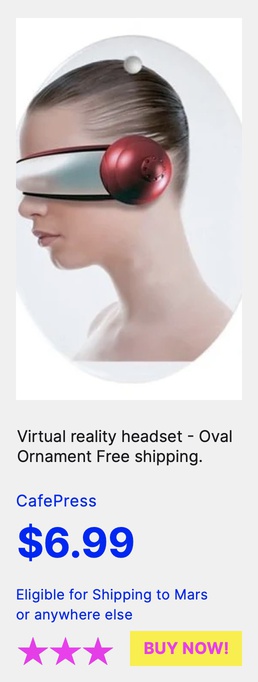 Virtual reality headset - Oval
Ornament Free shipping.
CafePress
$6.99
Eligible for Shipping to Mars
or anywhere else
BUY NOW!